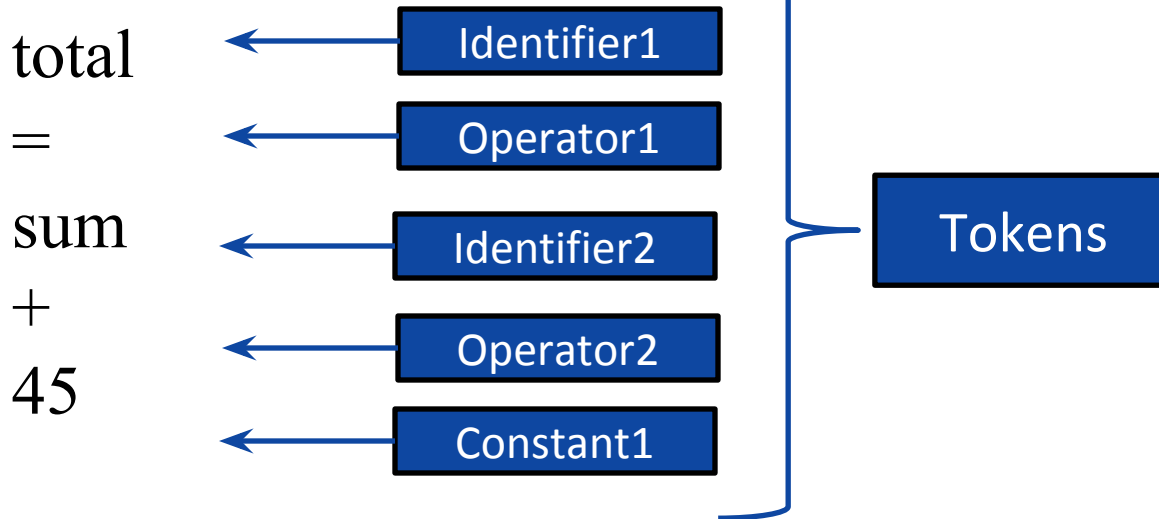 total
Identifier1
=
Operator1
sum
Identifier2
Tokens
+
Operator2
45
Constant1